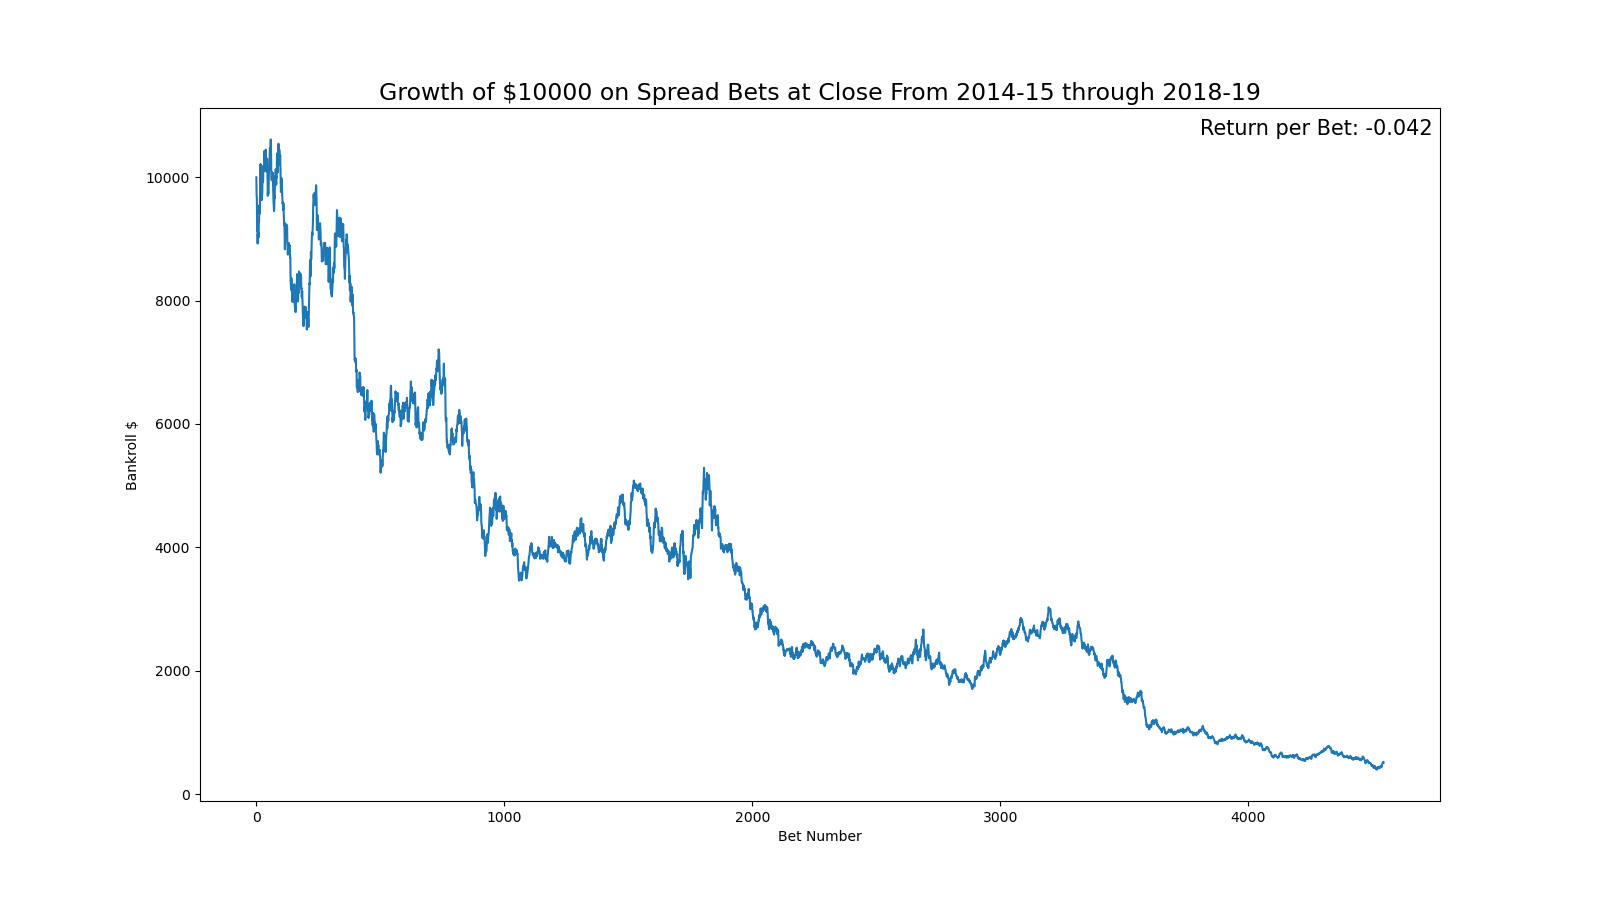 Growth of $10000 on Spread Bets at Close From 2014-15 through 2018-19
Return per Bet: -0.042
10000
8000
6000
4000
2000
0
Bankroll $
0 1000 2000 3000 4000
Bet Number